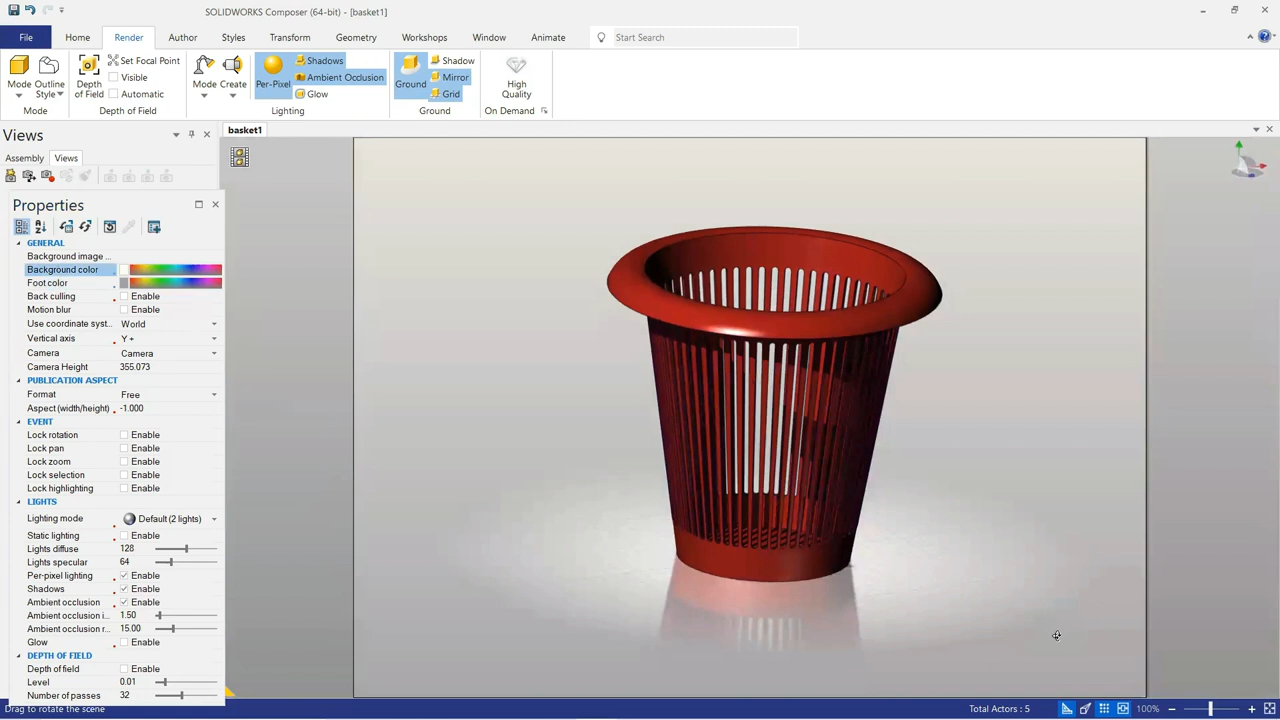 SOLIDWORKS Composer (64-bit) - [basket1]
File Home Render Author Styles Transform Geometry Workshops Window Animate Start Search
Mode Outline Style Depth of Field Set Focal Point Visible Automatic Mode Create Per-Pixel Shadows Ambient Occlusion Glow Ground Shadow Mirror Grid High Quality
Mode Depth of Field Lighting Ground On Demand
Views
basket1
Assembly Views
Properties
GENERAL
Background image ...
Background color
Foot color
Back culling Enable
Motion blur Enable
Use coordinate syst... World
Vertical axis Y +
Camera Camera
Camera Height 355.073
PUBLICATION ASPECT
Format Free
Aspect (width/height) -1.000
EVENT
Lock rotation Enable
Lock pan Enable
Lock zoom Enable
Lock selection Enable
Lock highlighting Enable
LIGHTS
Lighting mode Default (2 lights)
Static lighting Enable
Lights diffuse 128
Lights specular 64
Per-pixel lighting Enable
Shadows Enable
Ambient occlusion Enable
Ambient occlusion i... 1.50
Ambient occlusion r... 15.00
Glow Enable
DEPTH OF FIELD
Depth of field Enable
Level 0.01
Number of passes 32
Drag to rotate the scene Total Actors : 5 100%